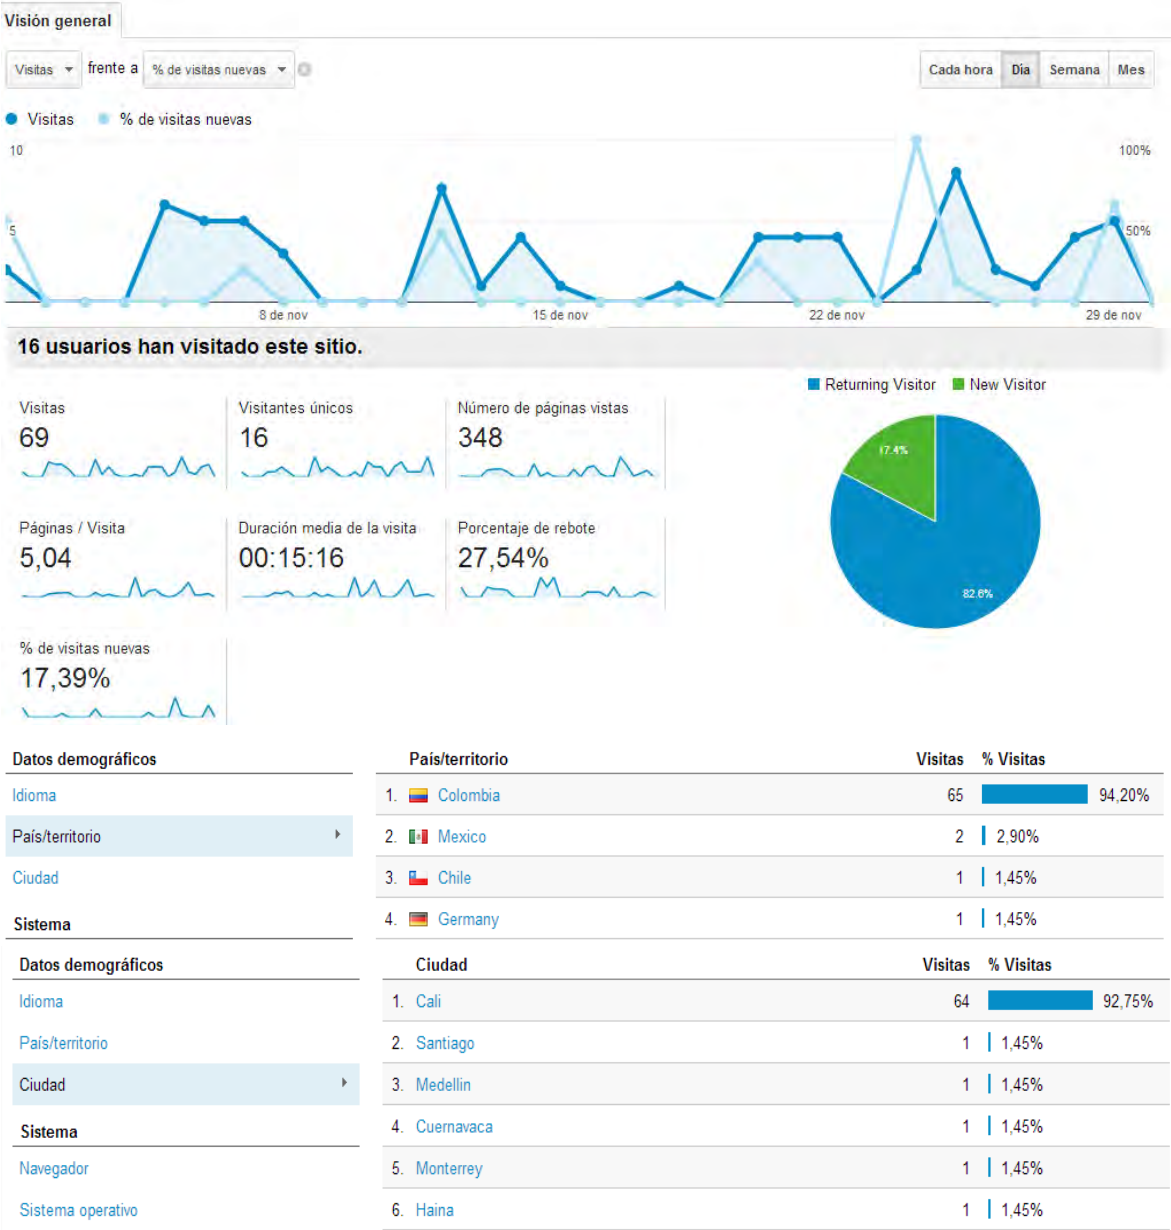 Visión general
Visitas frente a % de visitas nuevas
Cada hora Día Semana Mes
Visitas % de visitas nuevas
10 100%
5 50%
8 de nov 15 de nov 22 de nov 29 de nov
16 usuarios han visitado este sitio.
Returning Visitor New Visitor
Visitas Visitantes únicos Número de páginas vistas
69 16 348
17.4%
Páginas / Visita Duración media de la visita Porcentaje de rebote
5,04 00:15:16 27,54%
82.6%
% de visitas nuevas
17,39%
Datos demográficos País/territorio Visitas % Visitas
Idioma 1. Colombia 65 94,20%
País/territorio 2. Mexico 2 2,90%
Ciudad 3. Chile 1 1,45%
Sistema 4. Germany 1 1,45%
Datos demográficos Ciudad Visitas % Visitas
Idioma 1. Cali 64 92,75%
País/territorio 2. Santiago 1 1,45%
Ciudad 3. Medellin 1 1,45%
Sistema 4. Cuernavaca 1 1,45%
Navegador 5. Monterrey 1 1,45%
Sistema operativo 6. Haina 1 1,45%